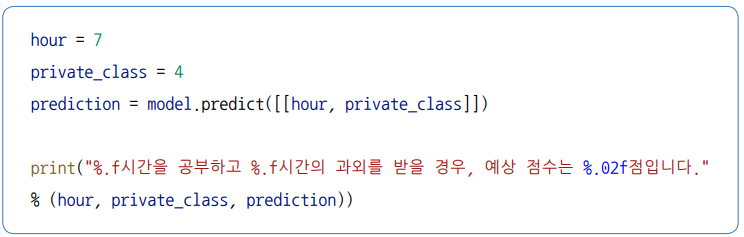 hour = 7
private_class = 4
prediction = model.predict([[hour, private_class]])
print("%.f시간을 공부하고 %.f시간의 과외를 받을 경우, 예상 점수는 %.02f점입니다."
% (hour, private_class, prediction))